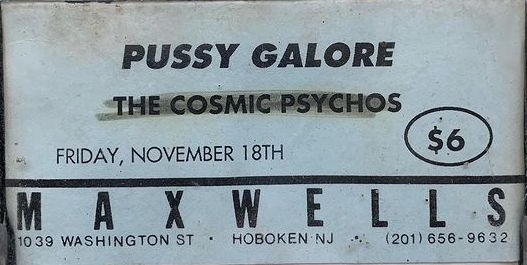 PUSSY GALORE
THE COSMIC PSYCHOS
$6
FRIDAY, NOVEMBER 18TH
MAXWELLS
1039 WASHINGTON ST · HOBOKEN NJ · (201) 656-9632